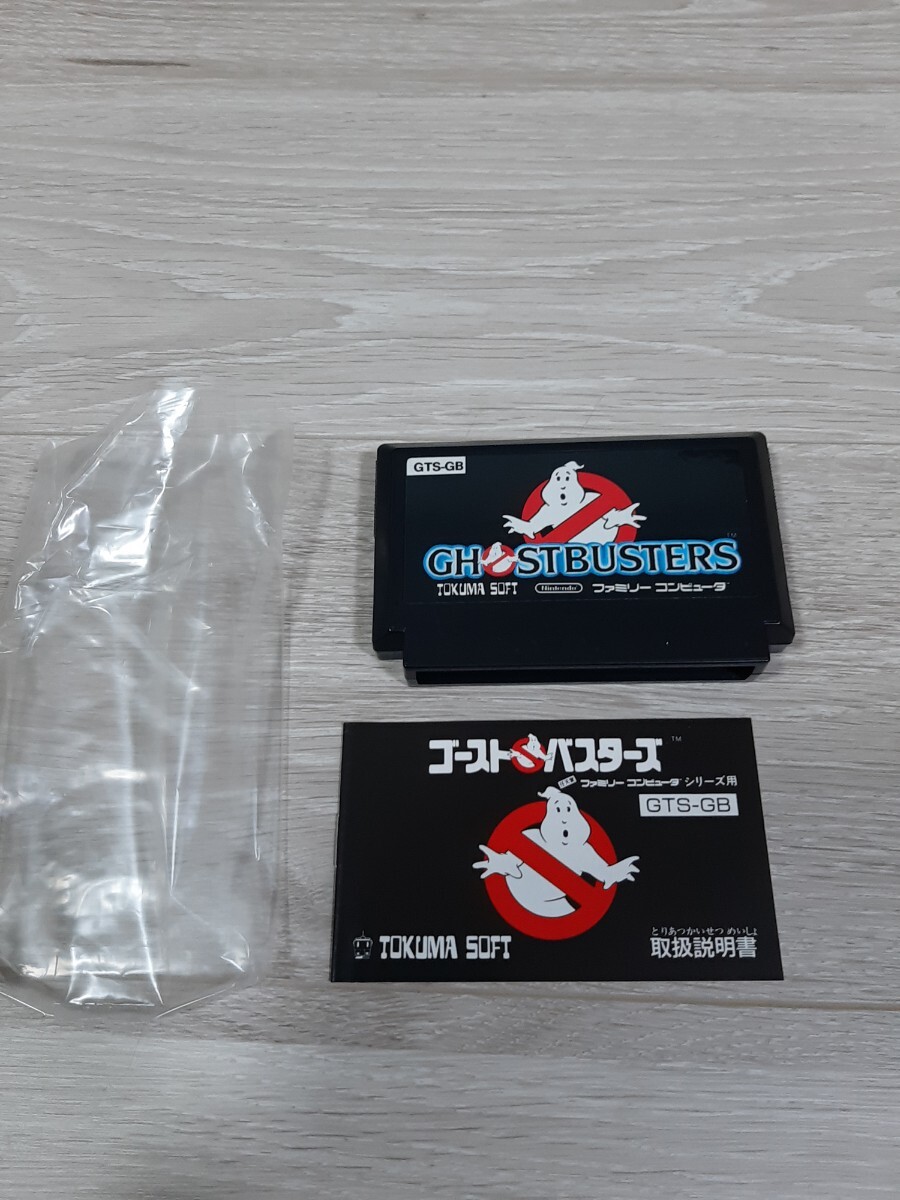 GTS-GB
GHOSTBUSTERS™
TOKUMA SOFT Nintendo ファミリー コンピュータ
ゴーストバスターズ™
ファミリー コンピュータ シリーズ用
GTS-GB
とりあつかいせつ めいしょ
TOKUMA SOFT 取扱説明書